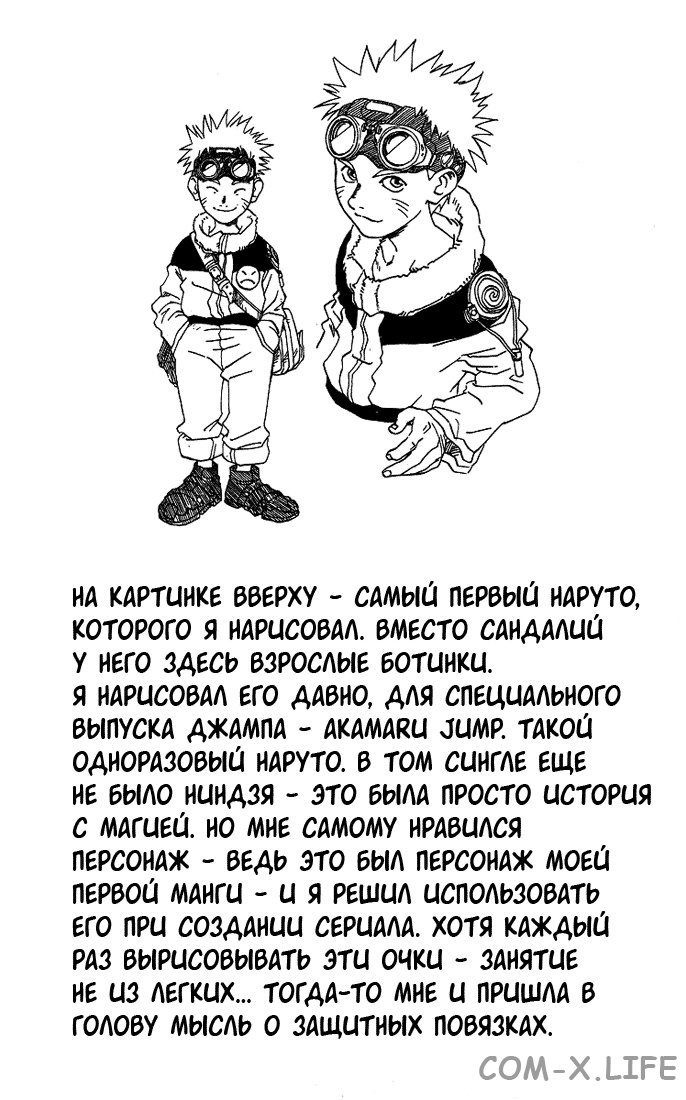 НА КАРТИНКЕ ВВЕРХУ - САМЫЙ ПЕРВЫЙ НАРУТО,
КОТОРОГО Я НАРИСОВАЛ. ВМЕСТО САНДАЛИЙ
У НЕГО ЗДЕСЬ ВЗРОСЛЫЕ БОТИНКИ.
Я НАРИСОВАЛ ЕГО ДАВНО, ДЛЯ СПЕЦИАЛЬНОГО
ВЫПУСКА ДЖАМПА - AKAMARU JUMP. ТАКОЙ
ОДНОРАЗОВЫЙ НАРУТО. В ТОМ СИНГЛЕ ЕЩЕ
НЕ БЫЛО НИНДЗЯ - ЭТО БЫЛА ПРОСТО ИСТОРИЯ
С МАГИЕЙ. НО МНЕ САМОМУ НРАВИЛСЯ
ПЕРСОНАЖ - ВЕДЬ ЭТО БЫЛ ПЕРСОНАЖ МОЕЙ
ПЕРВОЙ МАНГИ - И Я РЕШИЛ ИСПОЛЬЗОВАТЬ
ЕГО ПРИ СОЗДАНИИ СЕРИАЛА. ХОТЯ КАЖДЫЙ
РАЗ ВЫРИСОВЫВАТЬ ЭТИ ОЧКИ - ЗАНЯТИЕ
НЕ ИЗ ЛЕГКИХ... ТОГДА-ТО МНЕ И ПРИШЛА В
ГОЛОВУ МЫСЛЬ О ЗАЩИТНЫХ ПОВЯЗКАХ.
COM-X.LIFE